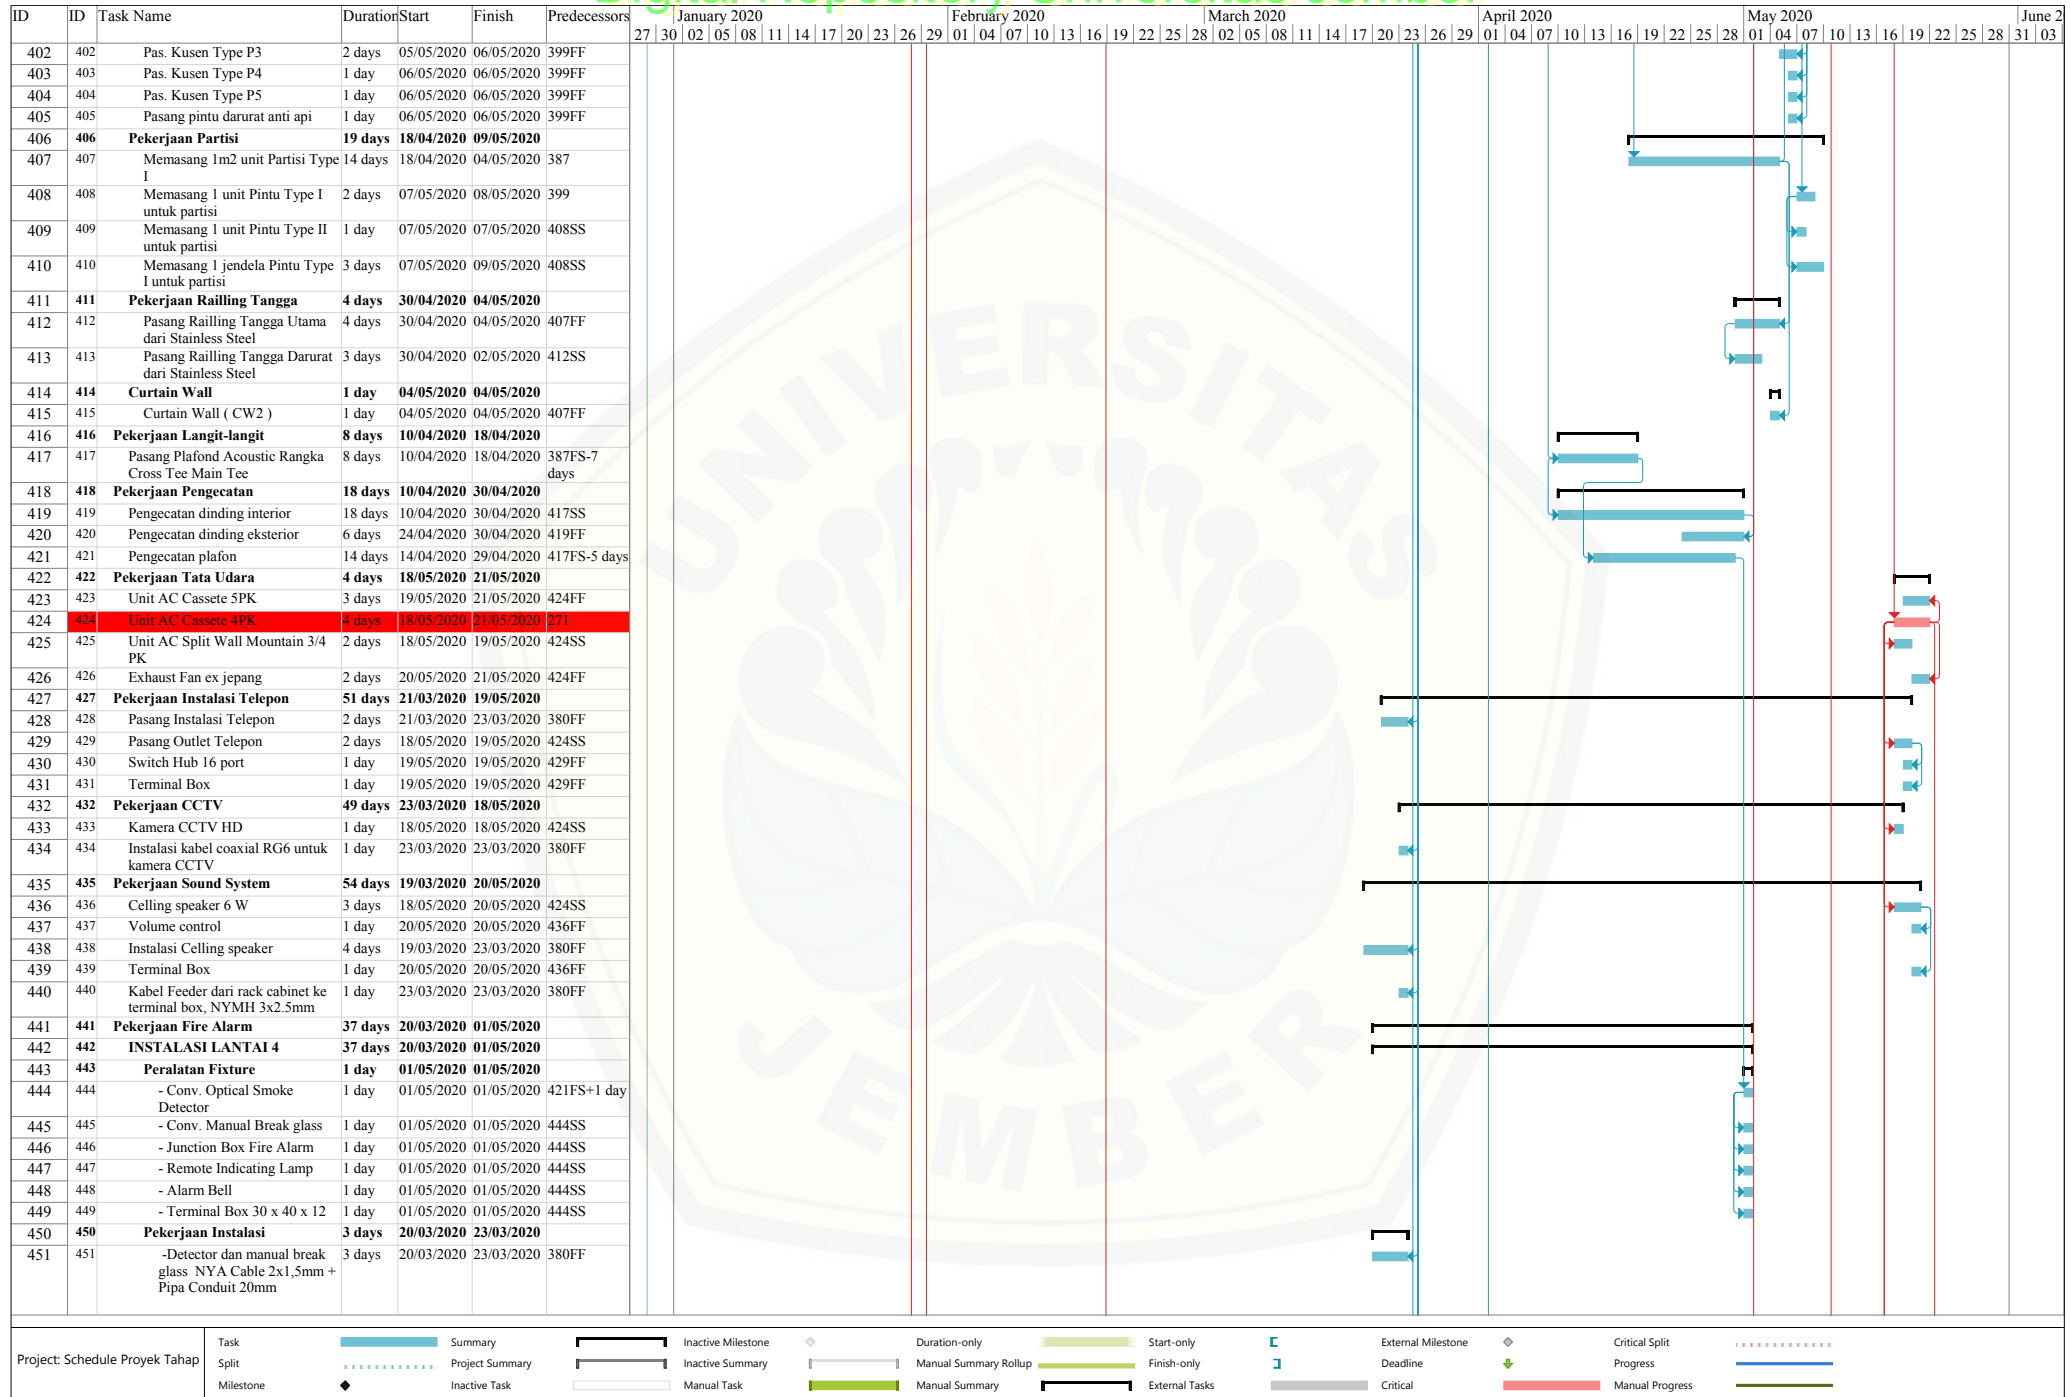 Digital Repository Universitas Jember
ID ID Task Name Duration Start Finish Predecessors January 2020 February 2020 March 2020 April 2020 May 2020 June 2
27 30 02 05 08 11 14 17 20 23 26 29 01 04 07 10 13 16 19 22 25 28 02 05 08 11 14 17 20 23 26 29 01 04 07 10 13 16 19 22 25 28 01 04 07 10 13 16 19 22 25 28 31 03
402 402 Pas. Kusen Type P3 2 days 05/05/2020 06/05/2020 399FF
403 403 Pas. Kusen Type P4 1 day 06/05/2020 06/05/2020 399FF
404 404 Pas. Kusen Type P5 1 day 06/05/2020 06/05/2020 399FF
405 405 Pasang pintu darurat anti api 1 day 06/05/2020 06/05/2020 399FF
406 406 Pekerjaan Partisi 19 days 18/04/2020 09/05/2020
407 407 Memasang 1m2 unit Partisi Type 14 days 18/04/2020 04/05/2020 387
I
408 408 Memasang 1 unit Pintu Type I 2 days 07/05/2020 08/05/2020 399
untuk partisi
409 409 Memasang 1 unit Pintu Type II 1 day 07/05/2020 07/05/2020 408SS
untuk partisi
410 410 Memasang 1 jendela Pintu Type 3 days 07/05/2020 09/05/2020 408SS
I untuk partisi
411 411 Pekerjaan Railling Tangga 4 days 30/04/2020 04/05/2020
412 412 Pasang Railling Tangga Utama 4 days 30/04/2020 04/05/2020 407FF
dari Stainless Steel
413 413 Pasang Railling Tangga Darurat 3 days 30/04/2020 02/05/2020 412SS
dari Stainless Steel
414 414 Curtain Wall 1 day 04/05/2020 04/05/2020
415 415 Curtain Wall ( CW2 ) 1 day 04/05/2020 04/05/2020 407FF
416 416 Pekerjaan Langit-langit 8 days 10/04/2020 18/04/2020
417 417 Pasang Plafond Acoustic Rangka 8 days 10/04/2020 18/04/2020 387FS-7
Cross Tee Main Tee days
418 418 Pekerjaan Pengecatan 18 days 10/04/2020 30/04/2020
419 419 Pengecatan dinding interior 18 days 10/04/2020 30/04/2020 417SS
420 420 Pengecatan dinding eksterior 6 days 24/04/2020 30/04/2020 419FF
421 421 Pengecatan plafon 14 days 14/04/2020 29/04/2020 417FS-5 days
422 422 Pekerjaan Tata Udara 4 days 18/05/2020 21/05/2020
423 423 Unit AC Cassete 5PK 3 days 19/05/2020 21/05/2020 424FF
424 424 Unit AC Cassete 4PK 4 days 18/05/2020 21/05/2020 271
425 425 Unit AC Split Wall Mountain 3/4 2 days 18/05/2020 19/05/2020 424SS
PK
426 426 Exhaust Fan ex jepang 2 days 20/05/2020 21/05/2020 424FF
427 427 Pekerjaan Instalasi Telepon 51 days 21/03/2020 19/05/2020
428 428 Pasang Instalasi Telepon 2 days 21/03/2020 23/03/2020 380FF
429 429 Pasang Outlet Telepon 2 days 18/05/2020 19/05/2020 424SS
430 430 Switch Hub 16 port 1 day 19/05/2020 19/05/2020 429FF
431 431 Terminal Box 1 day 19/05/2020 19/05/2020 429FF
432 432 Pekerjaan CCTV 49 days 23/03/2020 18/05/2020
433 433 Kamera CCTV HD 1 day 18/05/2020 18/05/2020 424SS
434 434 Instalasi kabel coaxial RG6 untuk 1 day 23/03/2020 23/03/2020 380FF
kamera CCTV
435 435 Pekerjaan Sound System 54 days 19/03/2020 20/05/2020
436 436 Celling speaker 6 W 3 days 18/05/2020 20/05/2020 424SS
437 437 Volume control 1 day 20/05/2020 20/05/2020 436FF
438 438 Instalasi Celling speaker 4 days 19/03/2020 23/03/2020 380FF
439 439 Terminal Box 1 day 20/05/2020 20/05/2020 436FF
440 440 Kabel Feeder dari rack cabinet ke 1 day 23/03/2020 23/03/2020 380FF
terminal box, NYMH 3x2.5mm
441 441 Pekerjaan Fire Alarm 37 days 20/03/2020 01/05/2020
442 442 INSTALASI LANTAI 4 37 days 20/03/2020 01/05/2020
443 443 Peralatan Fixture 1 day 01/05/2020 01/05/2020
444 444 - Conv. Optical Smoke 1 day 01/05/2020 01/05/2020 421FS+1 day
Detector
445 445 - Conv. Manual Break glass 1 day 01/05/2020 01/05/2020 444SS
446 446 - Junction Box Fire Alarm 1 day 01/05/2020 01/05/2020 444SS
447 447 - Remote Indicating Lamp 1 day 01/05/2020 01/05/2020 444SS
448 448 - Alarm Bell 1 day 01/05/2020 01/05/2020 444SS
449 449 - Terminal Box 30 x 40 x 12 1 day 01/05/2020 01/05/2020 444SS
450 450 Pekerjaan Instalasi 3 days 20/03/2020 23/03/2020
451 451 -Detector dan manual break 3 days 20/03/2020 23/03/2020 380FF
glass NYA Cable 2x1,5mm +
Pipa Conduit 20mm
UNIVERSITAS
JEMBER
Project: Schedule Proyek Tahap
Task Summary Inactive Milestone Duration-only Start-only External Milestone Critical Split
Split Project Summary Inactive Summary Manual Summary Rollup Finish-only Deadline Progress
Milestone Inactive Task Manual Task Manual Summary External Tasks Critical Manual Progress